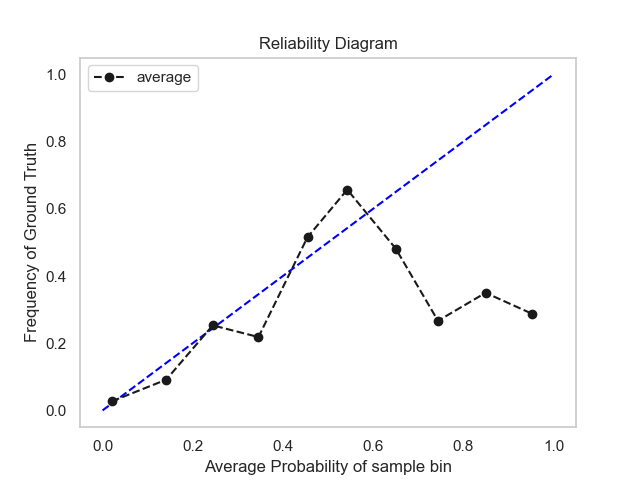 Reliability Diagram
average
1.0
0.8
0.6
0.4
0.2
0.0
Frequency of Ground Truth
0.0 0.2 0.4 0.6 0.8 1.0
Average Probability of sample bin